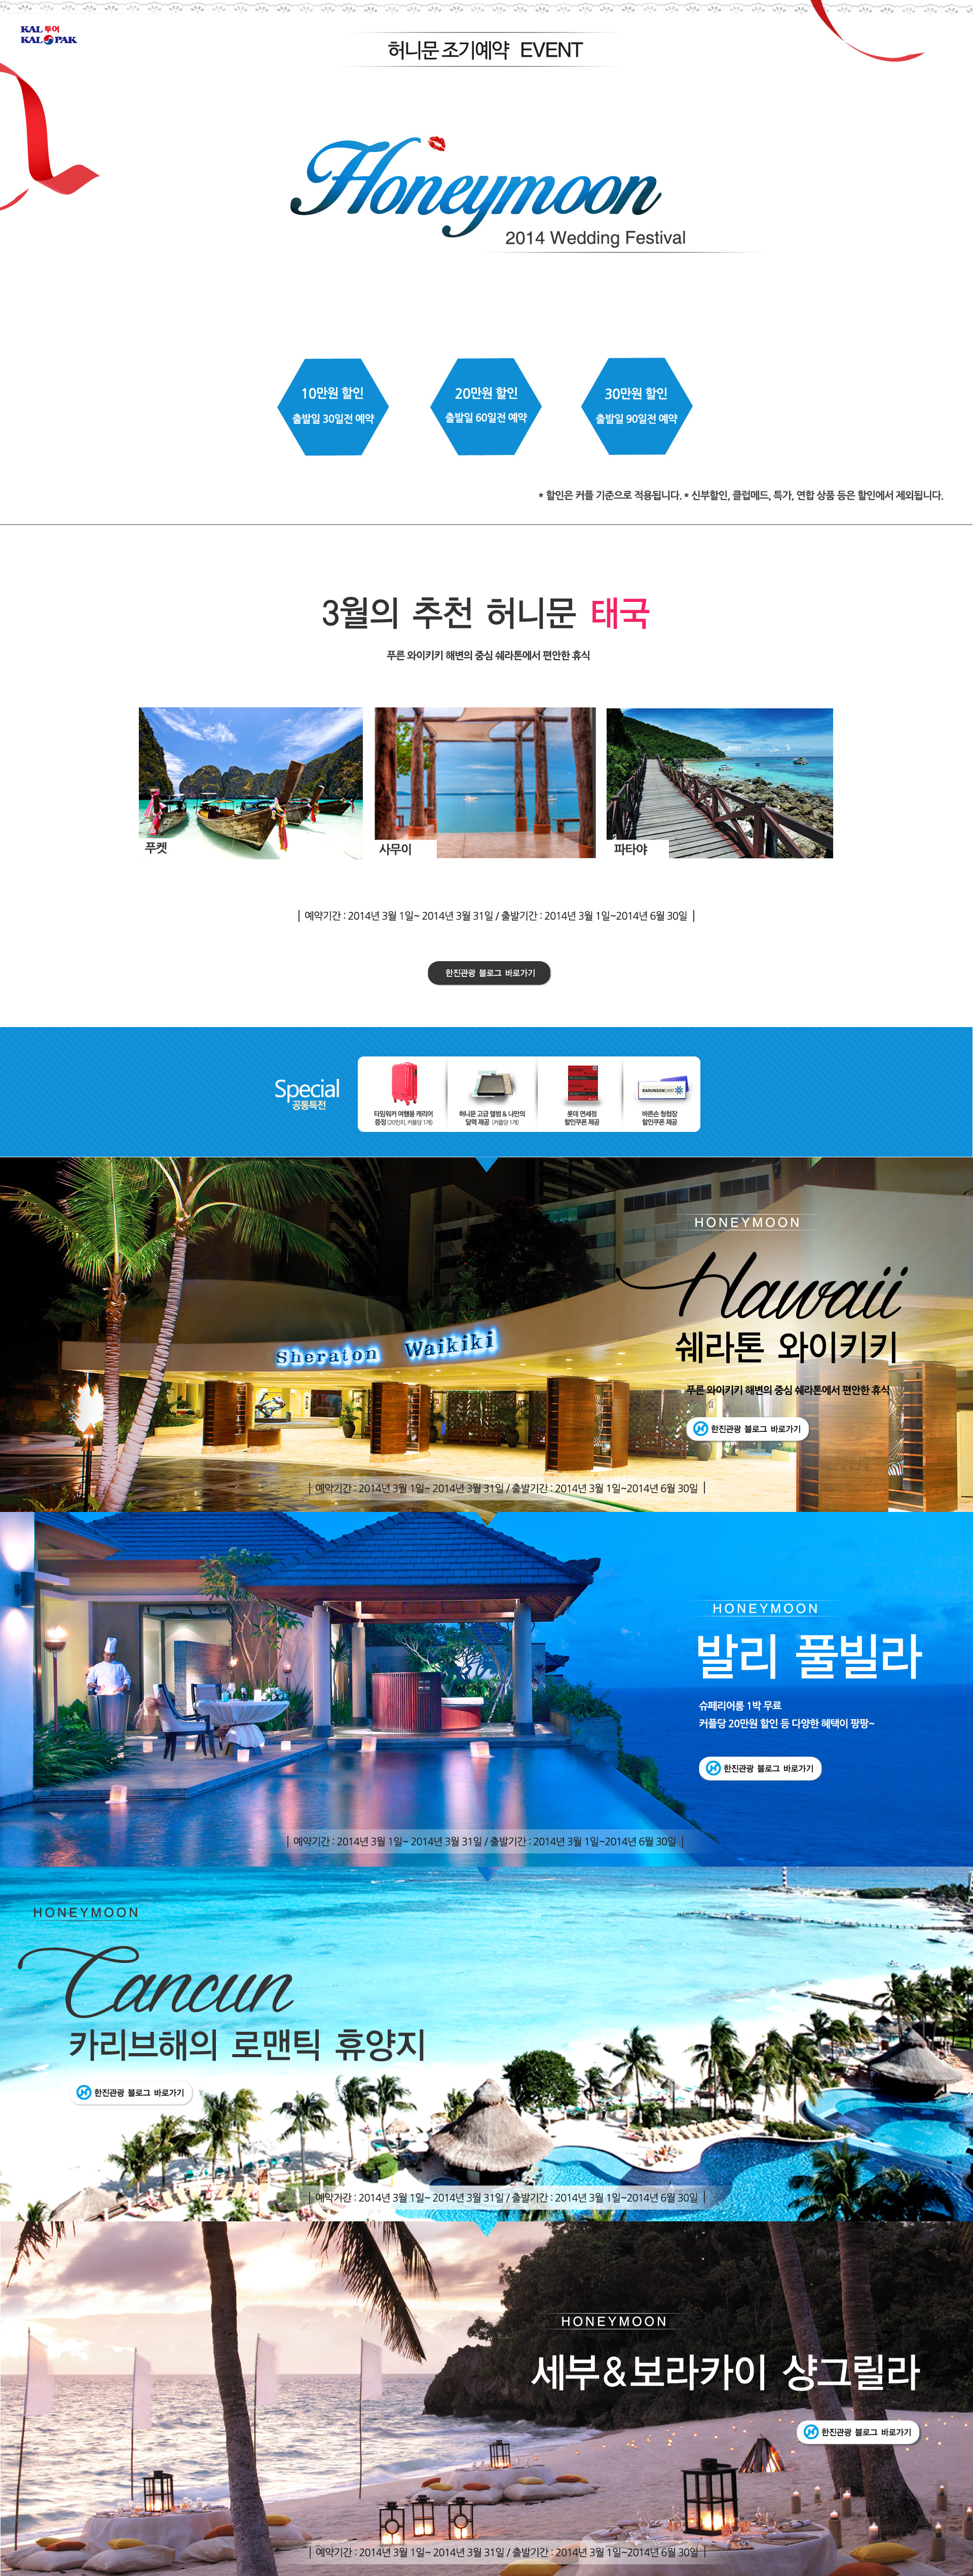 KAL 투어
KALPAK
허니문 조기예약 EVENT
Honeymoon
2014 Wedding Festival
10만원 할인
출발일 30일전 예약
20만원 할인
출발일 60일전 예약
30만원 할인
출발일 90일전 예약
* 할인은 커플 기준으로 적용됩니다. * 신부할인, 클럽메드, 특가, 연합 상품 등은 할인에서 제외됩니다.
3월의 추천 허니문 태국
푸른 와이키키 해변의 중심 쉐라톤에서 편안한 휴식
푸켓
사무이
파타야
| 예약기간 : 2014년 3월 1일~ 2014년 3월 31일 / 출발기간 : 2014년 3월 1일~2014년 6월 30일 |
한진관광 블로그 바로가기
Special
공통특전
타임워커 여행용 캐리어
증정 (20인치, 커플당 1개)
허니문 고급 앨범 & 나만의
달력 제공 (커플당 1개)
롯데 면세점
할인쿠폰 제공
BARUNSONCARD
바른손 청첩장
할인쿠폰 제공
HONEYMOON
Hawaii
Sheraton Waikiki
쉐라톤 와이키키
푸른 와이키키 해변의 중심 쉐라톤에서 편안한 휴식
한진관광 블로그 바로가기
| 예약기간 : 2014년 3월 1일~ 2014년 3월 31일 / 출발기간 : 2014년 3월 1일~2014년 6월 30일 |
HONEYMOON
발리 풀빌라
슈페리어룸 1박 무료
커플당 20만원 할인 등 다양한 혜택이 팡팡~
한진관광 블로그 바로가기
| 예약기간 : 2014년 3월 1일~ 2014년 3월 31일 / 출발기간 : 2014년 3월 1일~2014년 6월 30일 |
HONEYMOON
Cancun
카리브해의 로맨틱 휴양지
한진관광 블로그 바로가기
| 예약기간 : 2014년 3월 1일~ 2014년 3월 31일 / 출발기간 : 2014년 3월 1일~2014년 6월 30일 |
HONEYMOON
세부&보라카이 샹그릴라
한진관광 블로그 바로가기
| 예약기간 : 2014년 3월 1일~ 2014년 3월 31일 / 출발기간 : 2014년 3월 1일~2014년 6월 30일 |